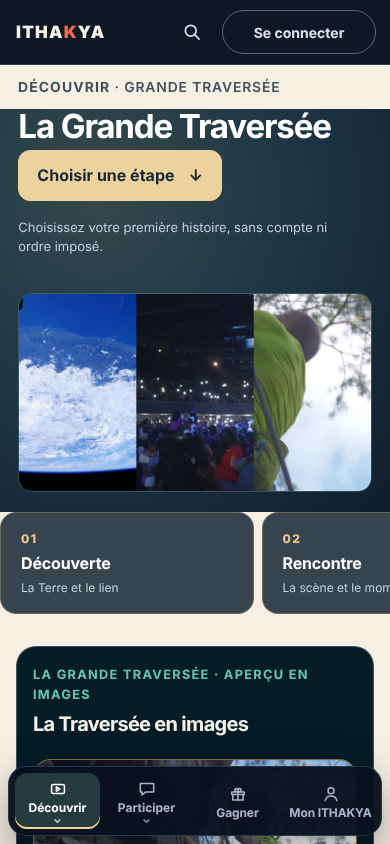 ITHAKYA
Se connecter
DÉCOUVRIR · GRANDE TRAVERSÉE
La Grande Traversée
Choisir une étape ↓
Choisissez votre première histoire, sans compte ni
ordre imposé.
01
Découverte
La Terre et le lien
02
Rencontre
La scène et le mom
LA GRANDE TRAVERSÉE · APERÇU EN
IMAGES
La Traversée en images
Découvrir
Participer
Gagner
Mon ITHAKYA